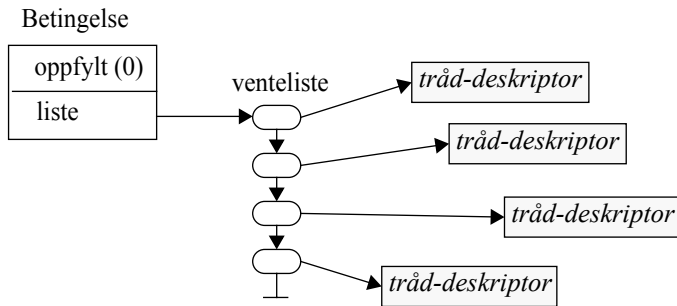 Betingelse
oppfylt (0)
liste
venteliste
tråd-deskriptor
tråd-deskriptor
tråd-deskriptor
tråd-deskriptor